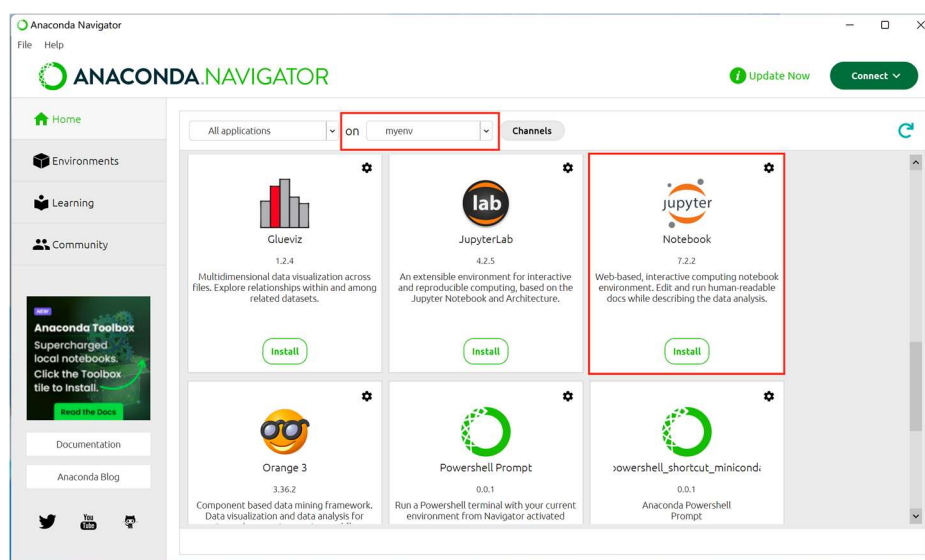 Anaconda Navigator
File Help
ANACONDA.NAVIGATOR
i Update Now
Connect
Home
Environments
Learning
Community
NEW
Anaconda Toolbox
Supercharged
local notebooks.
Click the Toolbox
tile to Install.
Read the Docs
Documentation
Anaconda Blog
You
Tube
All applications on myenv Channels
Glueviz
1.2.4
Multidimensional data visualization across
files. Explore relationships within and among
related datasets.
Install
lab
JupyterLab
4.2.5
An extensible environment for interactive
and reproducible computing, based on the
Jupyter Notebook and Architecture.
Install
jupyter
Notebook
7.2.2
Web-based, interactive computing notebook
environment. Edit and run human-readable
docs while describing the data analysis.
Install
Orange 3
3.36.2
Component based data mining framework.
Data visualization and data analysis for
Powershell Prompt
0.0.1
Run a Powershell terminal with your current
environment from Navigator activated
powershell_shortcut_minicond
0.0.1
Anaconda Powershell
Prompt